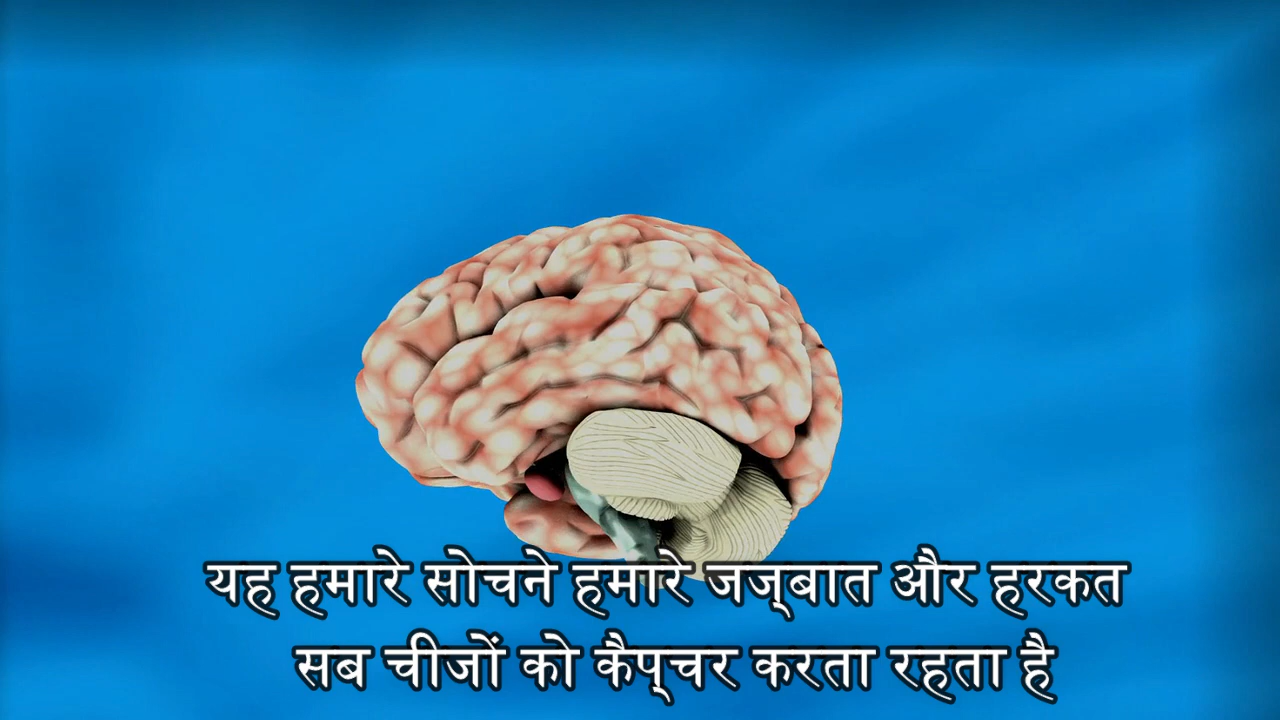 यह हमारे सोचने हमारे जज्‌बात और हरकत
सब चीजों को कैप्‌चर करता रहता है